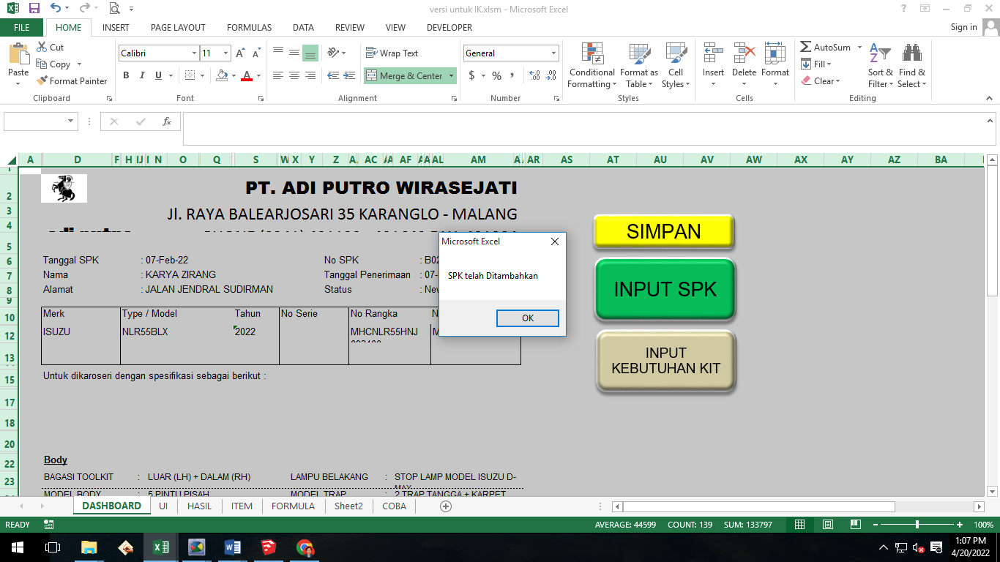 versi untuk IK.xlsm - Microsoft Excel
FILE HOME INSERT PAGE LAYOUT FORMULAS DATA REVIEW VIEW DEVELOPER Sign in
Paste Cut Copy Format Painter Clipboard
Calibri 11 B I U A Font
Wrap Text Merge & Center Alignment
General $ % , Number
Conditional Formatting Format as Table Cell Styles Styles
Insert Delete Format Cells
AutoSum Fill Clear Sort & Filter Find & Select Editing
fx
A D F H N O Q S W X Y Z AC AF AL AM AR AS AT AU AV AW AX AY AZ BA
2 PT. ADI PUTRO WIRASEJATI
3 Jl. RAYA BALEARJOSARI 35 KARANGLO - MALANG
4
5
6 Tanggal SPK : 07-Feb-22 No SPK : B02
7 Nama : KARYA ZIRANG Tanggal Penerimaan : 07-
8 Alamat : JALAN JENDRAL SUDIRMAN Status : New
9
10 Merk Type / Model Tahun No Serie No Rangka
12 ISUZU NLR55BLX 2022 MHCNLR55HNJ
13
15 Untuk dikaroseri dengan spesifikasi sebagai berikut :
17
18
20
22 Body
23 BAGASI TOOLKIT : LUAR (LH) + DALAM (RH) LAMPU BELAKANG : STOP LAMP MODEL ISUZU D-
MAX
MODEL BODY : 5 PINTU PISAH MODEL TRAP : 2 TRAP TANGGA + KARPET
Microsoft Excel
SPK telah Ditambahkan
OK
SIMPAN
INPUT SPK
INPUT
KEBUTUHAN KIT
DASHBOARD UI HASIL ITEM FORMULA Sheet2 COBA
READY AVERAGE: 44599 COUNT: 139 SUM: 133797 100%
1:07 PM
4/20/2022